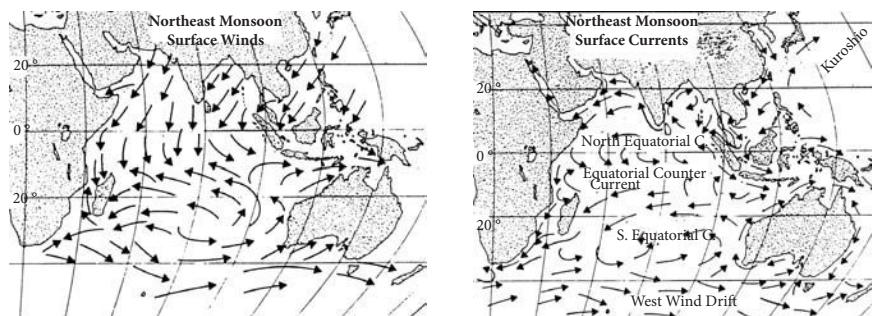 Northeast Monsoon
Surface Winds
20°
0°
20°
Northeast Monsoon
Surface Currents
Kuroshio
20°
North Equatorial C.
0°
Equatorial Counter
Current
20°
S. Equatorial C.
West Wind Drift